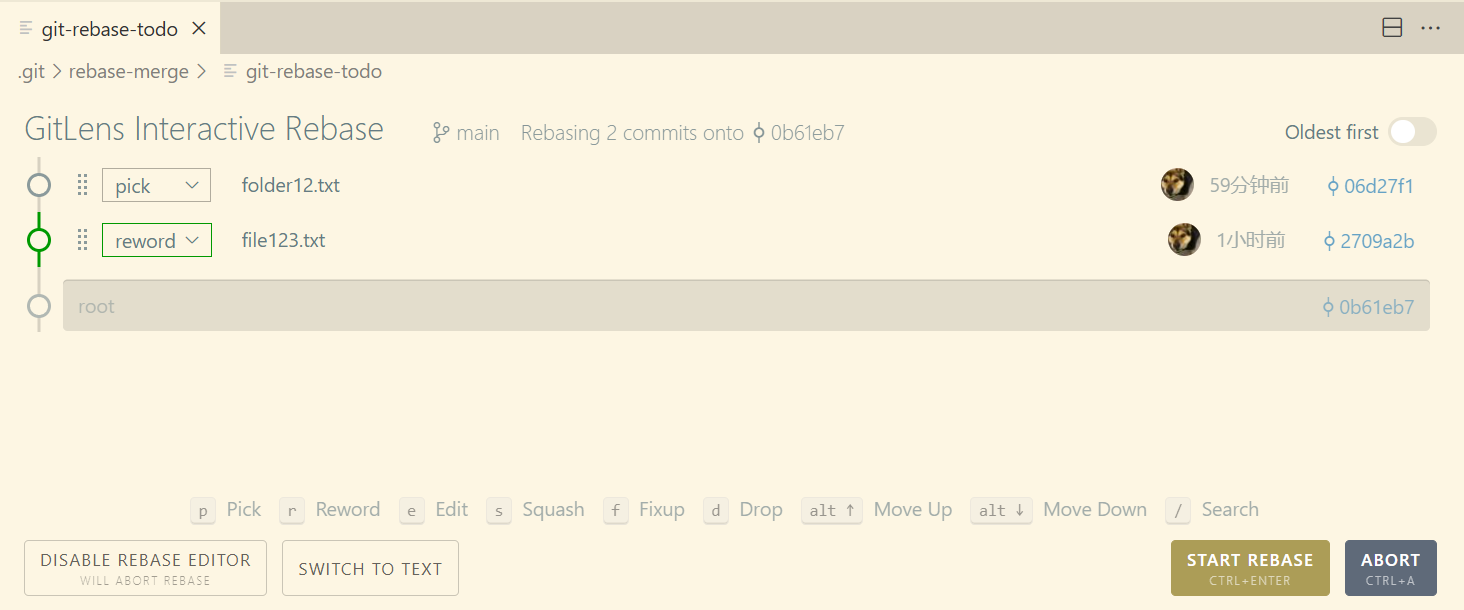 git-rebase-todo
.git > rebase-merge > git-rebase-todo
GitLens Interactive Rebase main Rebasing 2 commits onto 0b61eb7 Oldest first
pick folder12.txt 59分钟前 06d27f1
reword file123.txt 1小时前 2709a2b
root 0b61eb7
p Pick r Reword e Edit s Squash f Fixup d Drop alt ↑ Move Up alt ↓ Move Down / Search
DISABLE REBASE EDITOR
WILL ABORT REBASE
SWITCH TO TEXT
START REBASE
CTRL+ENTER
ABORT
CTRL+A